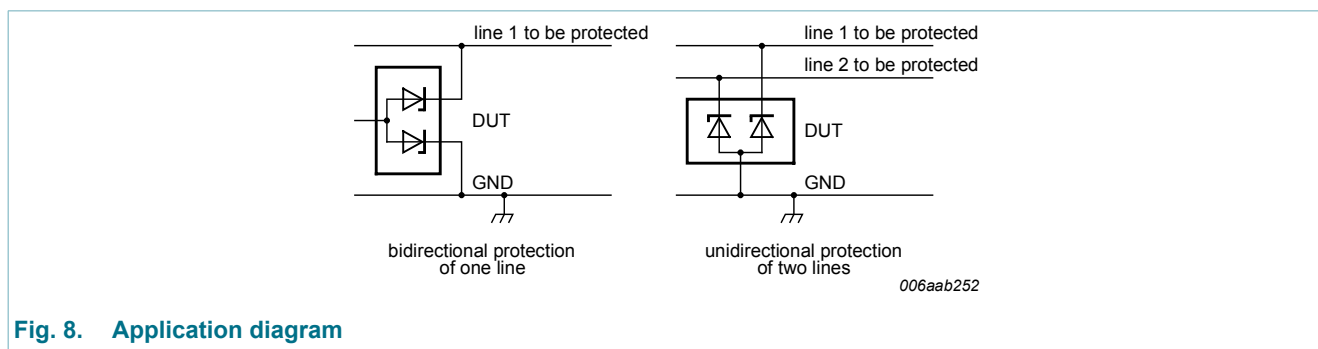 line 1 to be protected
DUT
GND
bidirectional protection
of one line
line 1 to be protected
line 2 to be protected
DUT
GND
unidirectional protection
of two lines
006aab252
Fig. 8. Application diagram